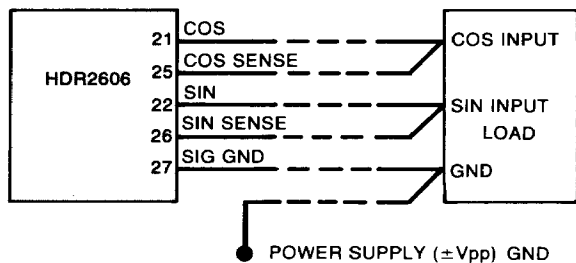 21 COS
COS INPUT
25 COS SENSE
HDR2606
22 SIN
SIN INPUT
26 SIN SENSE
LOAD
27 SIG GND
GND
POWER SUPPLY (±Vpp) GND